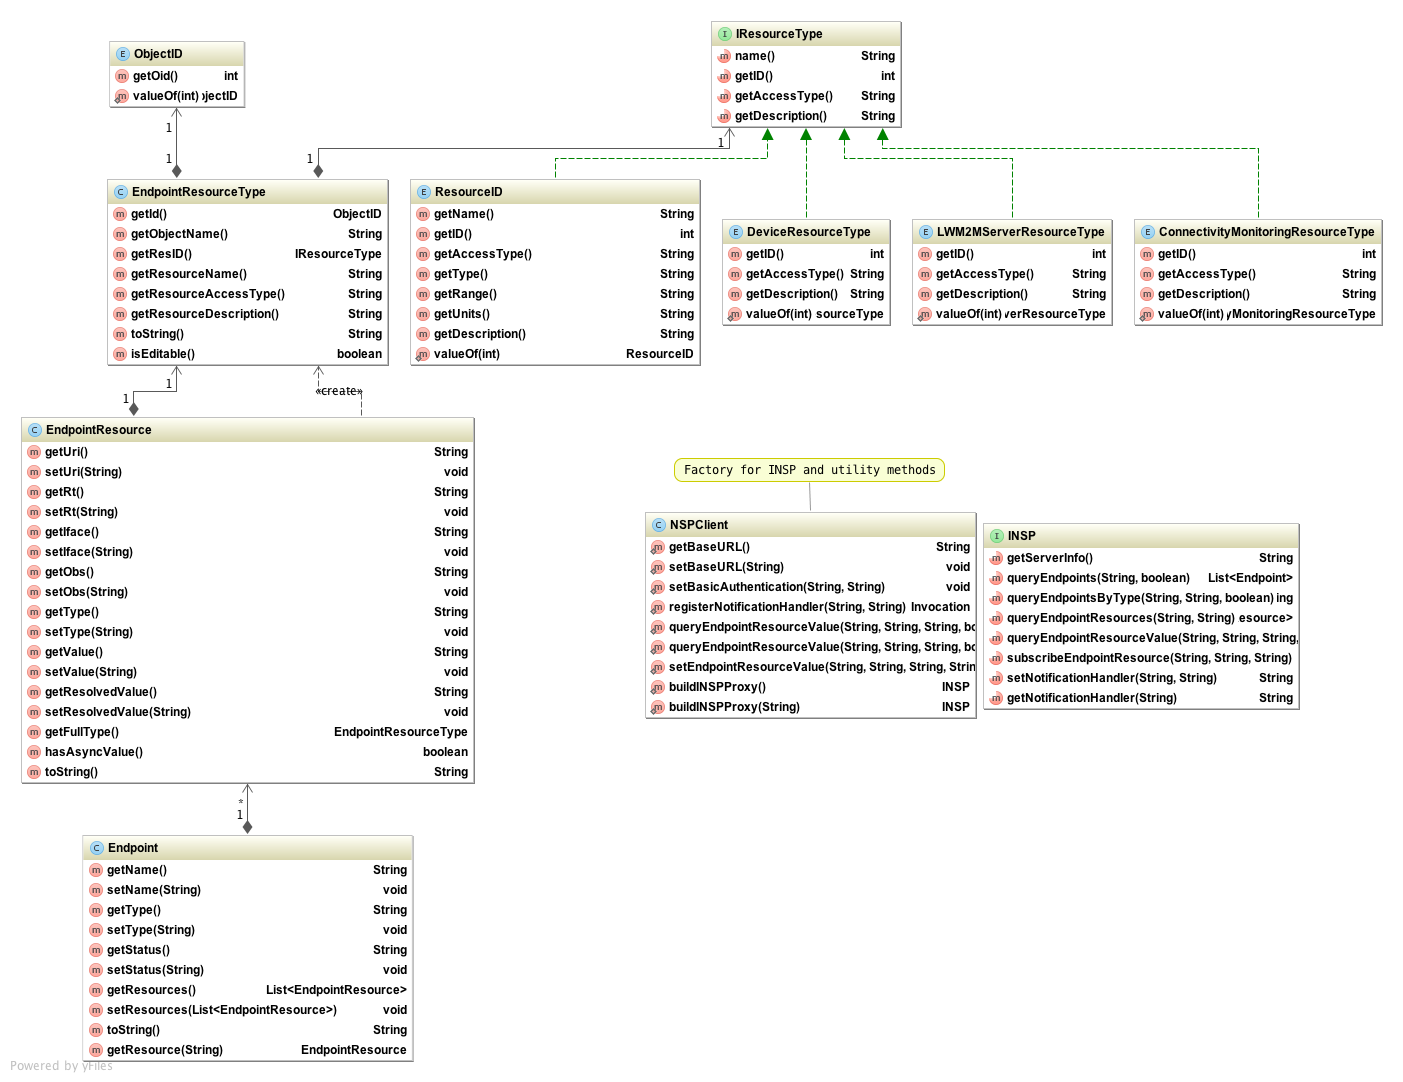 ObjectID
getOid() int
valueOf(int) jectID
IResourceType
name() String
getID() int
getAccessType() String
getDescription() String
1
1
1
1
EndpointResourceType
getId() ObjectID
getObjectName() String
getResID() IResourceType
getResourceName() String
getResourceAccessType() String
getResourceDescription() String
toString() String
isEditable() boolean
ResourceID
getName() String
getID() int
getAccessType() String
getType() String
getRange() String
getUnits() String
getDescription() String
valueOf(int) ResourceID
DeviceResourceType
getID() int
getAccessType() String
getDescription() String
valueOf(int) sourceType
LWM2MServerResourceType
getID() int
getAccessType() String
getDescription() String
valueOf(int) verResourceType
ConnectivityMonitoringResourceType
getID() int
getAccessType() String
getDescription() String
valueOf(int) yMonitoringResourceType
1
1
«create»
EndpointResource
getUri() String
setUri(String) void
getRt() String
setRt(String) void
getIface() String
setIface(String) void
getObs() String
setObs(String) void
getType() String
setType(String) void
getValue() String
setValue(String) void
getResolvedValue() String
setResolvedValue(String) void
getFullType() EndpointResourceType
hasAsyncValue() boolean
toString() String
Factory for INSP and utility methods
NSPClient
getBaseURL() String
setBaseURL(String) void
setBasicAuthentication(String, String) void
registerNotificationHandler(String, String) Invocation
queryEndpointResourceValue(String, String, String, bo
queryEndpointResourceValue(String, String, String, bo
setEndpointResourceValue(String, String, String, Strin
buildINSPProxy() INSP
buildINSPProxy(String) INSP
INSP
getServerInfo() String
queryEndpoints(String, boolean) List<Endpoint>
queryEndpointsByType(String, String, boolean) ing
queryEndpointResources(String, String) esource>
queryEndpointResourceValue(String, String, String,
subscribeEndpointResource(String, String, String)
setNotificationHandler(String, String) String
getNotificationHandler(String) String
*
1
Endpoint
getName() String
setName(String) void
getType() String
setType(String) void
getStatus() String
setStatus(String) void
getResources() List<EndpointResource>
setResources(List<EndpointResource>) void
toString() String
getResource(String) EndpointResource
Powered by yFiles